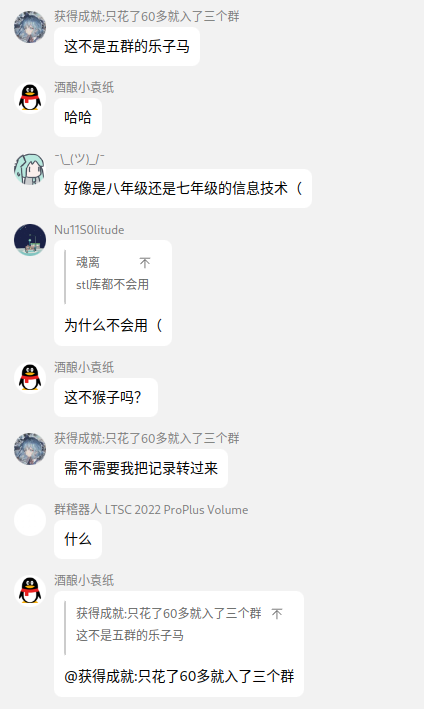 获得成就:只花了60多就入了三个群
这不是五群的乐子马
酒酿小袁纸
哈哈
¯\_(ツ)_/¯
好像是八年级还是七年级的信息技术（
Nu11S0litude
魂离 不
stl库都不会用
为什么不会用（
酒酿小袁纸
这不猴子吗？
获得成就:只花了60多就入了三个群
需不需要我把记录转过来
群稽器人 LTSC 2022 ProPlus Volume
什么
酒酿小袁纸
获得成就:只花了60多就入了三个群 不
这不是五群的乐子马
@获得成就:只花了60多就入了三个群